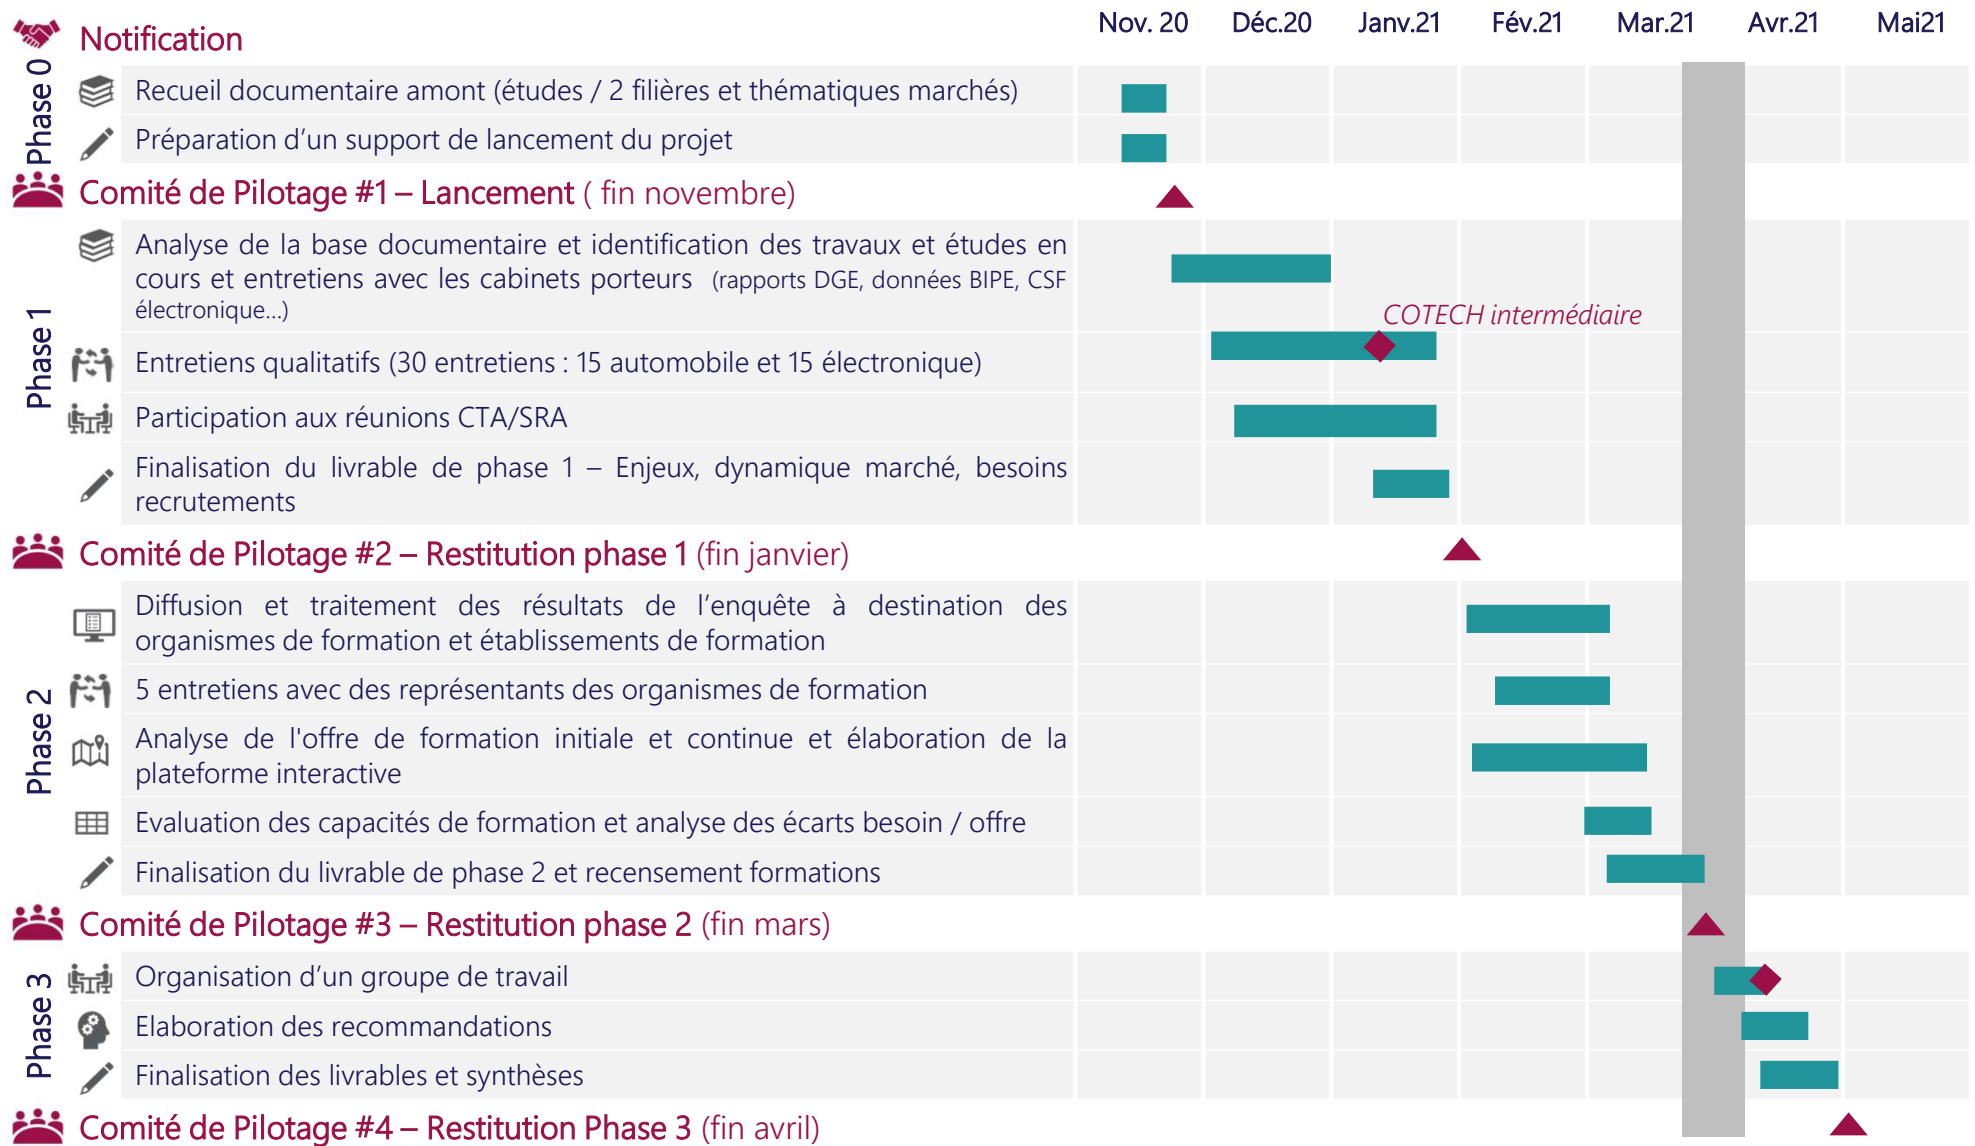 Nov. 20 Déc.20 Janv.21 Fév.21 Mar.21 Avr.21 Mai21
Notification
Phase 0
Recueil documentaire amont (études / 2 filières et thématiques marchés)
Préparation d’un support de lancement du projet
Comité de Pilotage #1 – Lancement ( fin novembre)
Phase 1
Analyse de la base documentaire et identification des travaux et études en
cours et entretiens avec les cabinets porteurs (rapports DGE, données BIPE, CSF
électronique…)
COTECH intermédiaire
Entretiens qualitatifs (30 entretiens : 15 automobile et 15 électronique)
Participation aux réunions CTA/SRA
Finalisation du livrable de phase 1 – Enjeux, dynamique marché, besoins
recrutements
Comité de Pilotage #2 – Restitution phase 1 (fin janvier)
Phase 2
Diffusion et traitement des résultats de l’enquête à destination des
organismes de formation et établissements de formation
5 entretiens avec des représentants des organismes de formation
Analyse de l'offre de formation initiale et continue et élaboration de la
plateforme interactive
Evaluation des capacités de formation et analyse des écarts besoin / offre
Finalisation du livrable de phase 2 et recensement formations
Comité de Pilotage #3 – Restitution phase 2 (fin mars)
Phase 3
Organisation d’un groupe de travail
Elaboration des recommandations
Finalisation des livrables et synthèses
Comité de Pilotage #4 – Restitution Phase 3 (fin avril)